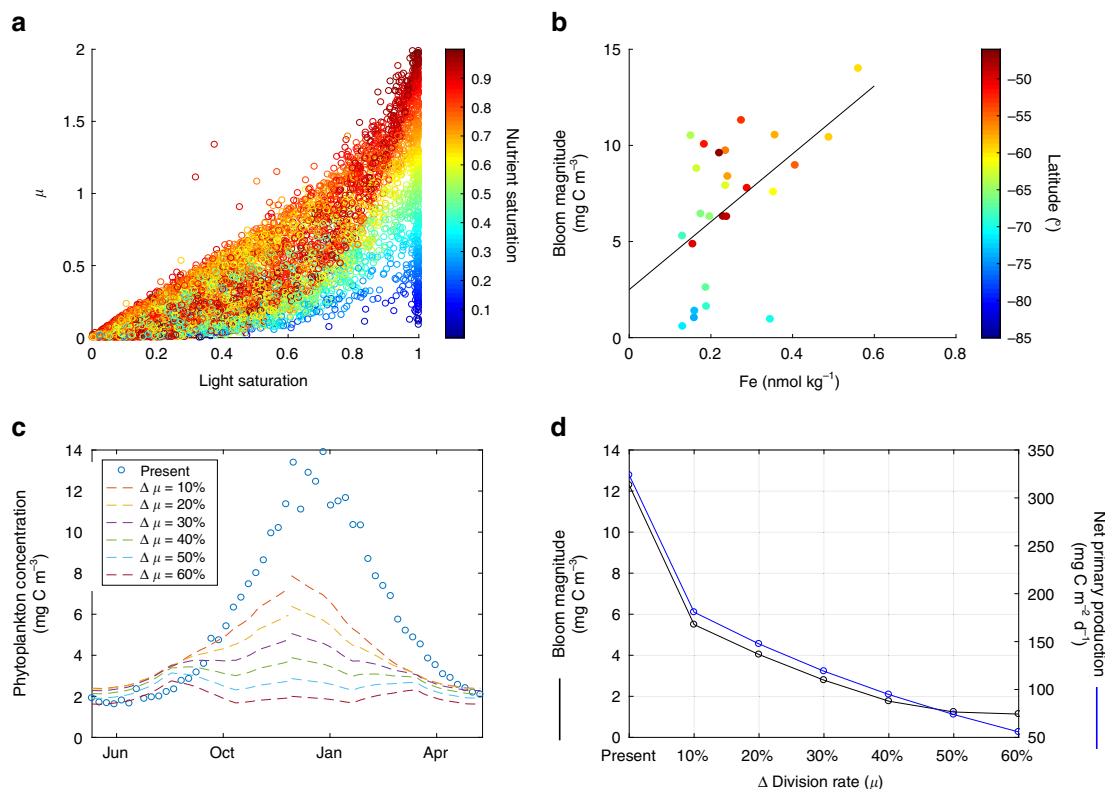 a
2
1.5
1
0.5
0
μ
0 0.2 0.4 0.6 0.8 1
Light saturation
0.9
0.8
0.7
0.6
0.5
0.4
0.3
0.2
0.1
Nutrient saturation
b
15
10
5
0
Bloom magnitude
(mg C m⁻³)
0 0.2 0.4 0.6 0.8
Fe (nmol kg⁻¹)
−50
−55
−60
−65
−70
−75
−80
−85
Latitude (°)
c
14
12
10
8
6
4
2
0
Phytoplankton concentration
(mg C m⁻³)
Present
Δ μ = 10%
Δ μ = 20%
Δ μ = 30%
Δ μ = 40%
Δ μ = 50%
Δ μ = 60%
Jun Oct Jan Apr
d
14
12
10
8
6
4
2
0
Bloom magnitude
(mg C m⁻³)
Present 10% 20% 30% 40% 50% 60%
Δ Division rate (μ)
350
300
250
200
150
100
50
Net primary production
(mg C m⁻² d⁻¹)